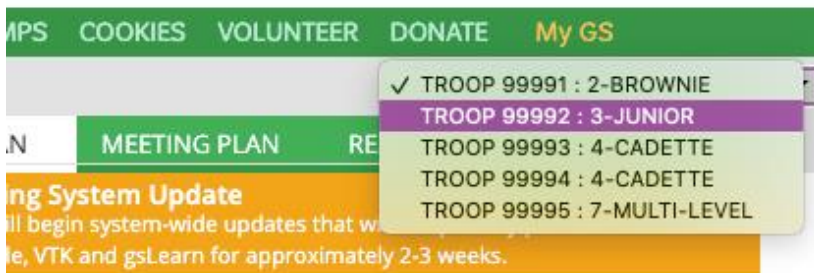 MPS COOKIES VOLUNTEER DONATE My GS
✓ TROOP 99991 : 2-BROWNIE
TROOP 99992 : 3-JUNIOR
AN MEETING PLAN RE
TROOP 99993 : 4-CADETTE
TROOP 99994 : 4-CADETTE
TROOP 99995 : 7-MULTI-LEVEL
ng System Update
ill begin system-wide updates that w
le, VTK and gsLearn for approximately 2-3 weeks.